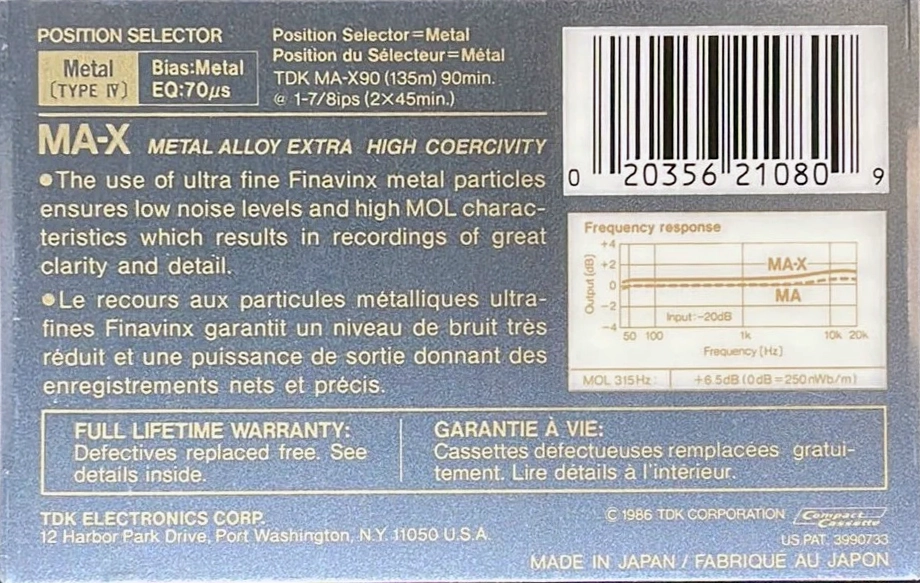 POSITION SELECTOR
Metal
(TYPE IV)
Bias:Metal
EQ:70μs
Position Selector=Metal
Position du Sélecteur=Métal
TDK MA-X90 (135m) 90min.
@ 1-7/8ips (2×45min.)
MA-X METAL ALLOY EXTRA HIGH COERCIVITY
●The use of ultra fine Finavinx metal particles
ensures low noise levels and high MOL charac-
teristics which results in recordings of great
clarity and detail.
●Le recours aux particules métalliques ultra-
fines Finavinx garantit un niveau de bruit très
réduit et une puissance de sortie donnant des
enregistrements nets et précis.
0 20356 21080 9
Frequency response
Output (dB)
+4
+2
0
-2
-4
MA-X
MA
Input:-20dB
50 100 1k 10k 20k
Frequency (Hz)
MOL 315Hz: +6.5dB (0dB=250nWb/m)
FULL LIFETIME WARRANTY:
Defectives replaced free. See
details inside.
GARANTIE À VIE:
Cassettes défectueuses remplacées gratui-
tement. Lire détails à l'intérieur.
TDK ELECTRONICS CORP.
12 Harbor Park Drive, Port Washington, N.Y. 11050 U.S.A.
© 1986 TDK CORPORATION
Compact
Cassette
US PAT. 3990733
MADE IN JAPAN / FABRIQUÉ AU JAPON